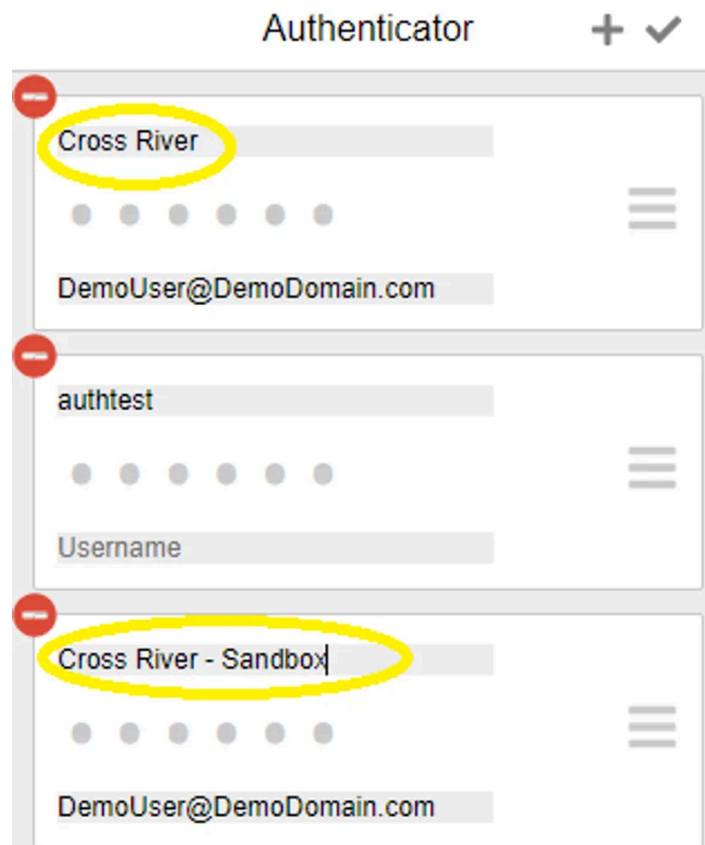 Authenticator
Cross River
DemoUser@DemoDomain.com
authtest
Username
Cross River - Sandbox
DemoUser@DemoDomain.com